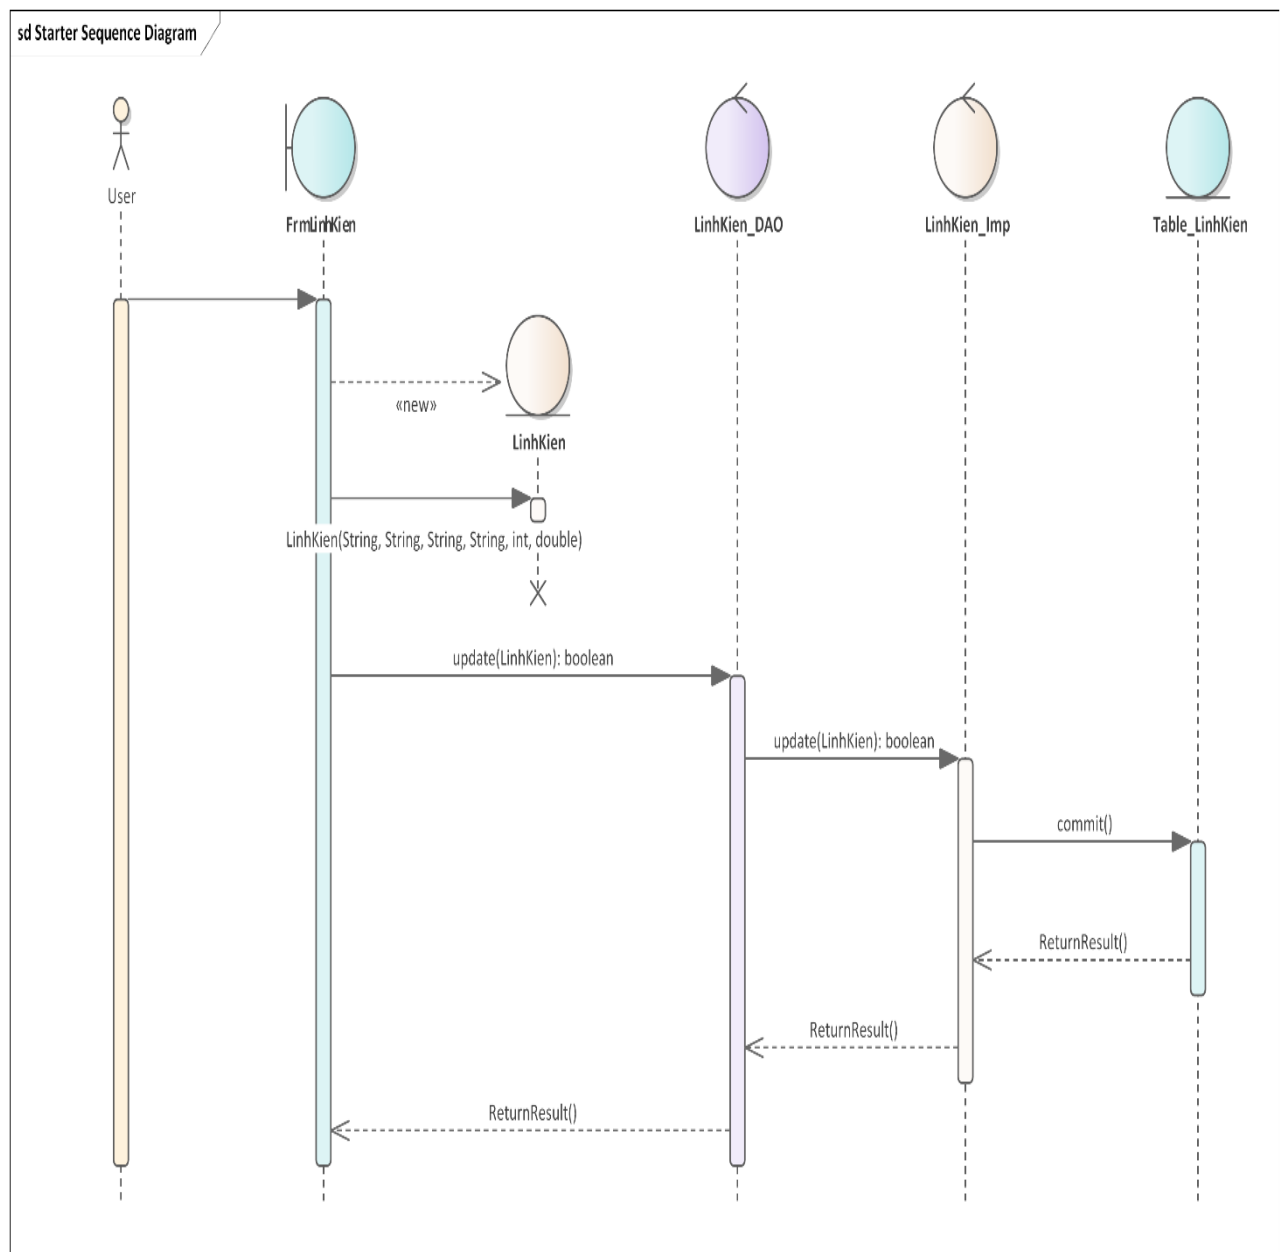 sd Starter Sequence Diagram
User
FrmLinhKien
LinhKien_DAO
LinhKien_Imp
Table_LinhKien
«new»
LinhKien
LinhKien(String, String, String, String, int, double)
update(LinhKien): boolean
update(LinhKien): boolean
commit()
ReturnResult()
ReturnResult()
ReturnResult()